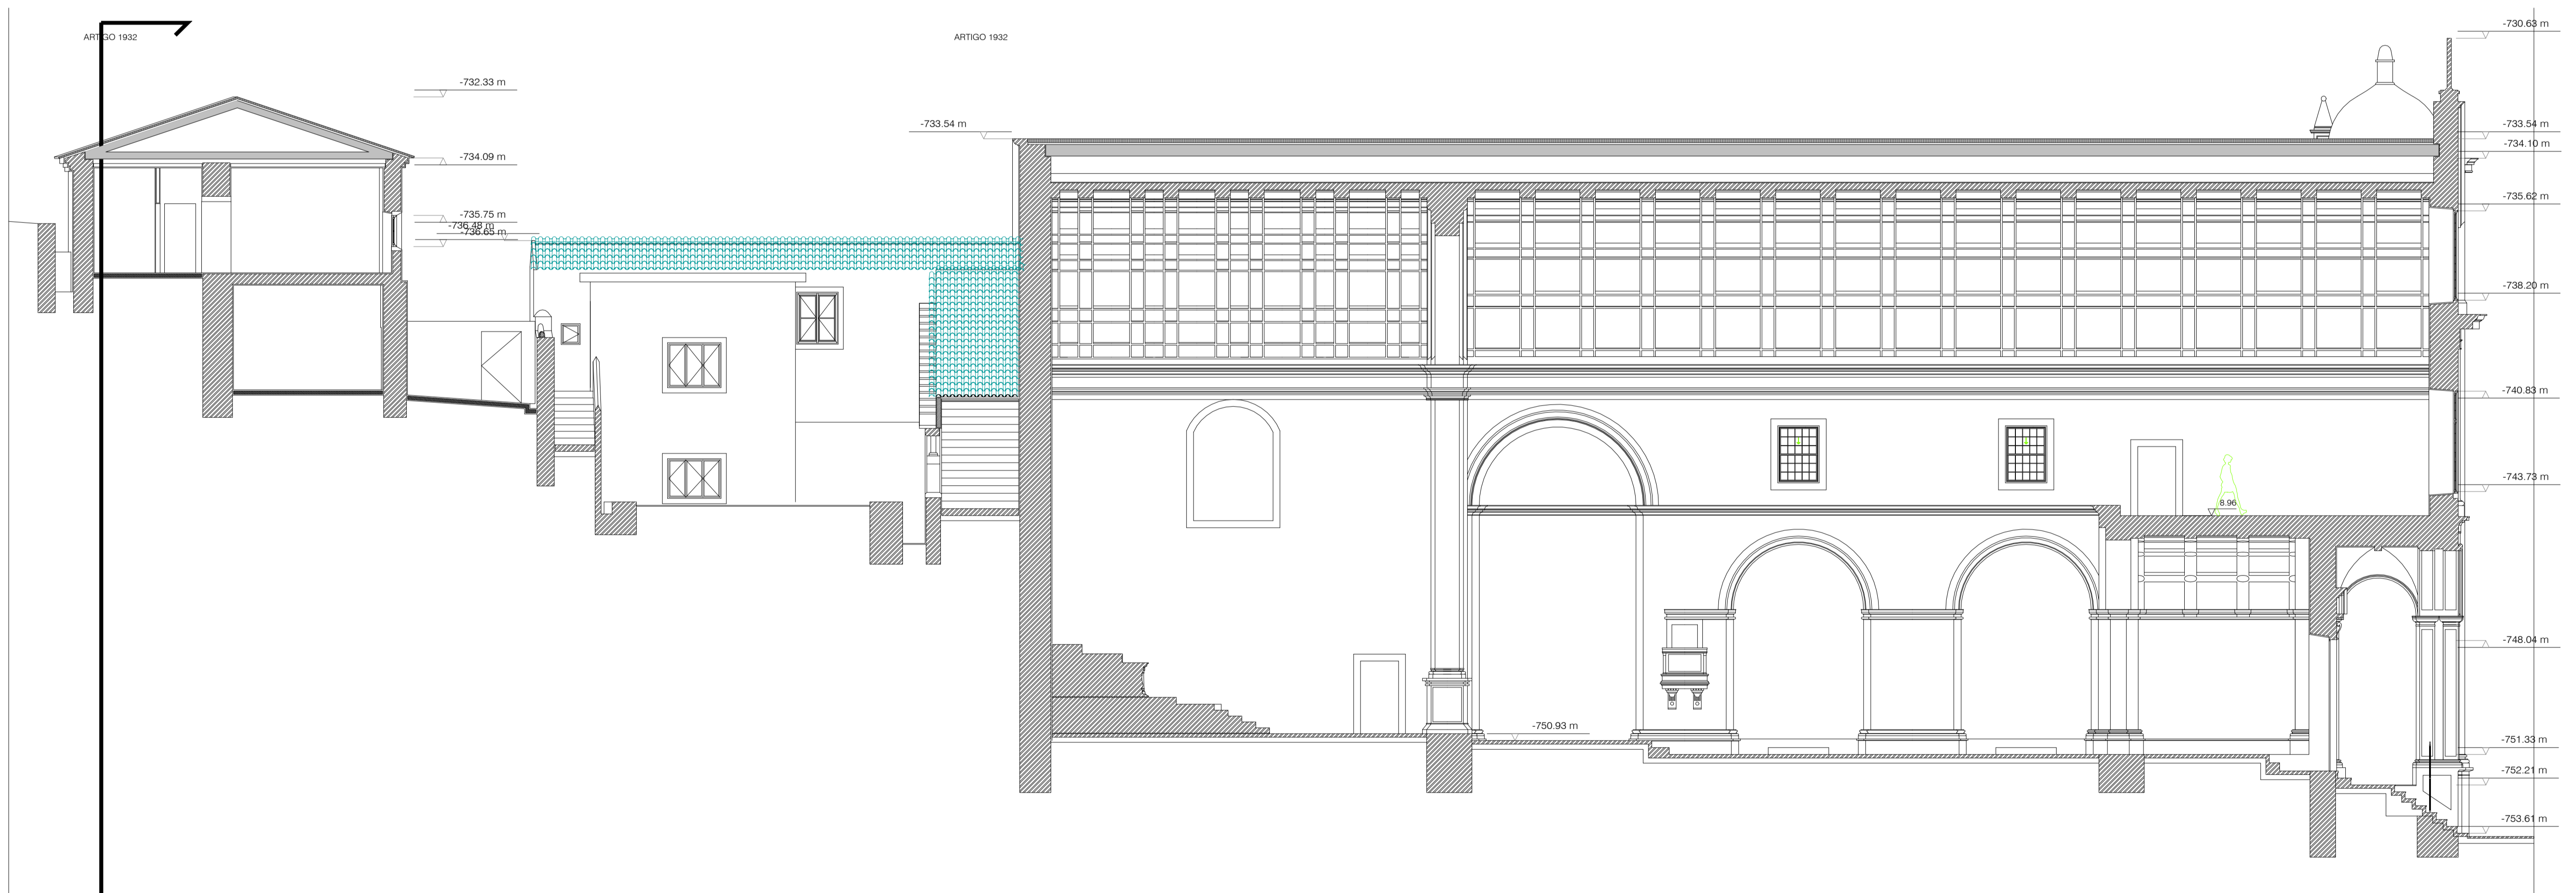 -730.63 m
ARTIGO 1932
ARTIGO 1932
-732.33 m
-733.54 m
-733.54 m
-734.10 m
-734.09 m
-735.62 m
-735.75 m
-736.48 m
-736.65 m
-738.20 m
-740.83 m
-743.73 m
8.96
-748.04 m
-750.93 m
-751.33 m
-752.21 m
-753.61 m